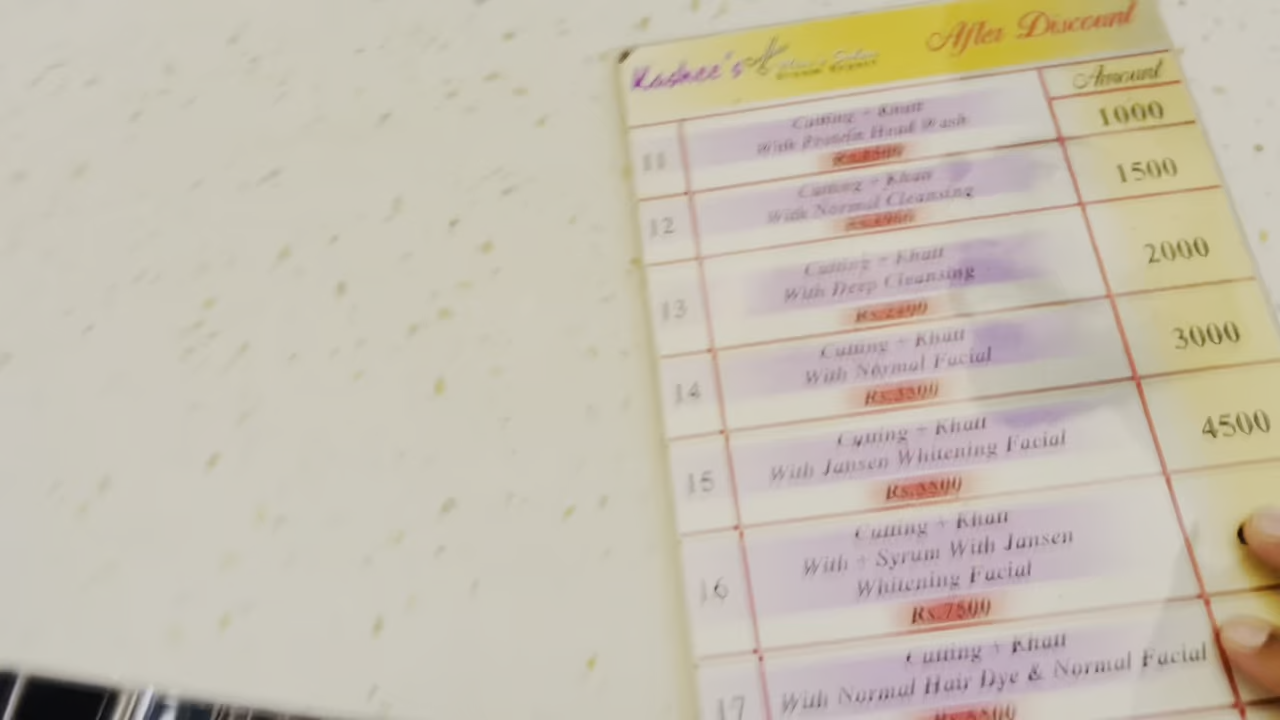 After Discount
Amount
11
Cutting + Khatt
With Protein Head Wash
1000
12
Cutting + Khatt
With Normal Cleansing
1500
13
Cutting + Khatt
With Deep Cleansing
2000
14
Cutting + Khatt
With Normal Facial
3000
15
Cutting + Khatt
With Jansen Whitening Facial
Rs.5500
4500
16
Cutting + Khatt
With + Syrum With Jansen
Whitening Facial
Rs.7500
17
Cutting + Khatt
With Normal Hair Dye & Normal Facial